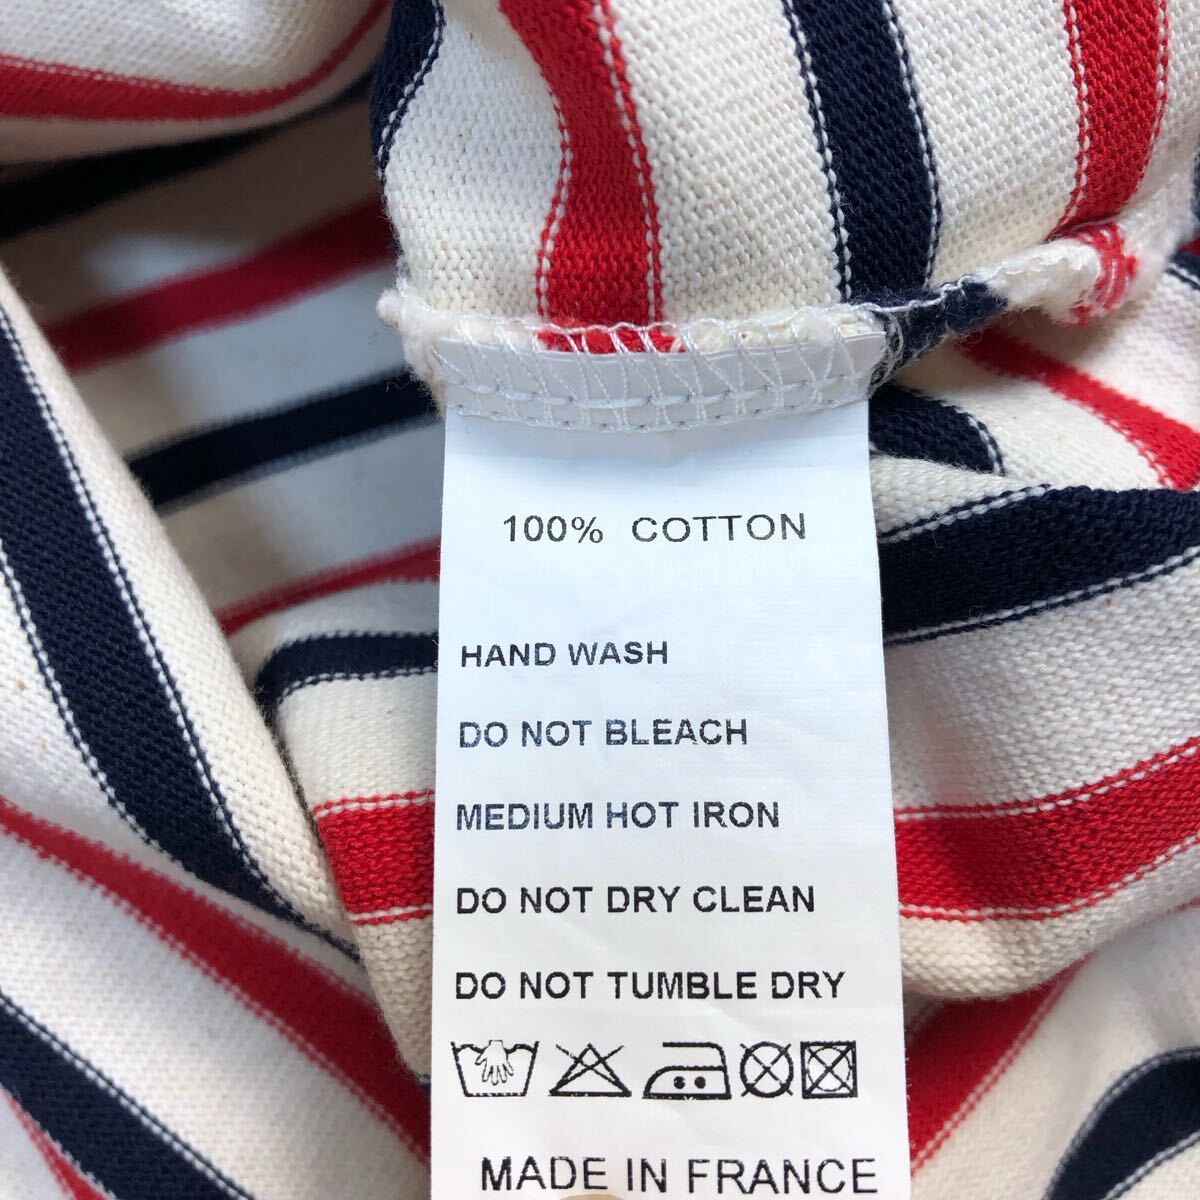 100% COTTON
HAND WASH
DO NOT BLEACH
MEDIUM HOT IRON
DO NOT DRY CLEAN
DO NOT TUMBLE DRY
MADE IN FRANCE